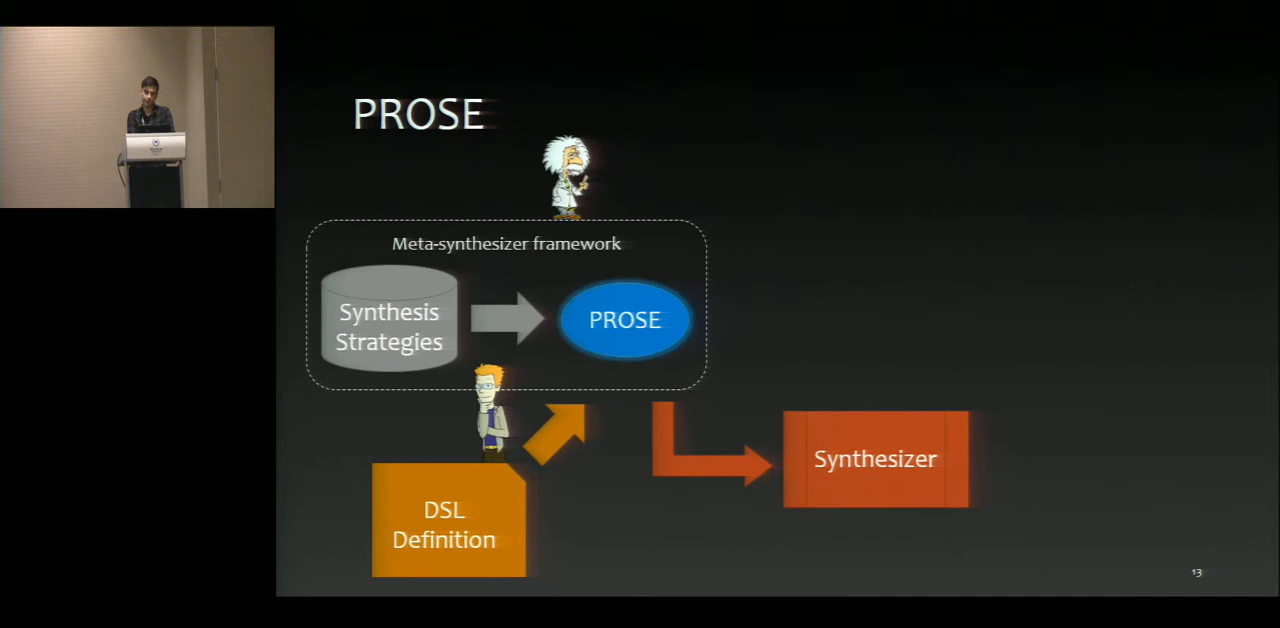 PROSE
Meta-synthesizer framework
Synthesis
Strategies
PROSE
Synthesizer
DSL
Definition
13